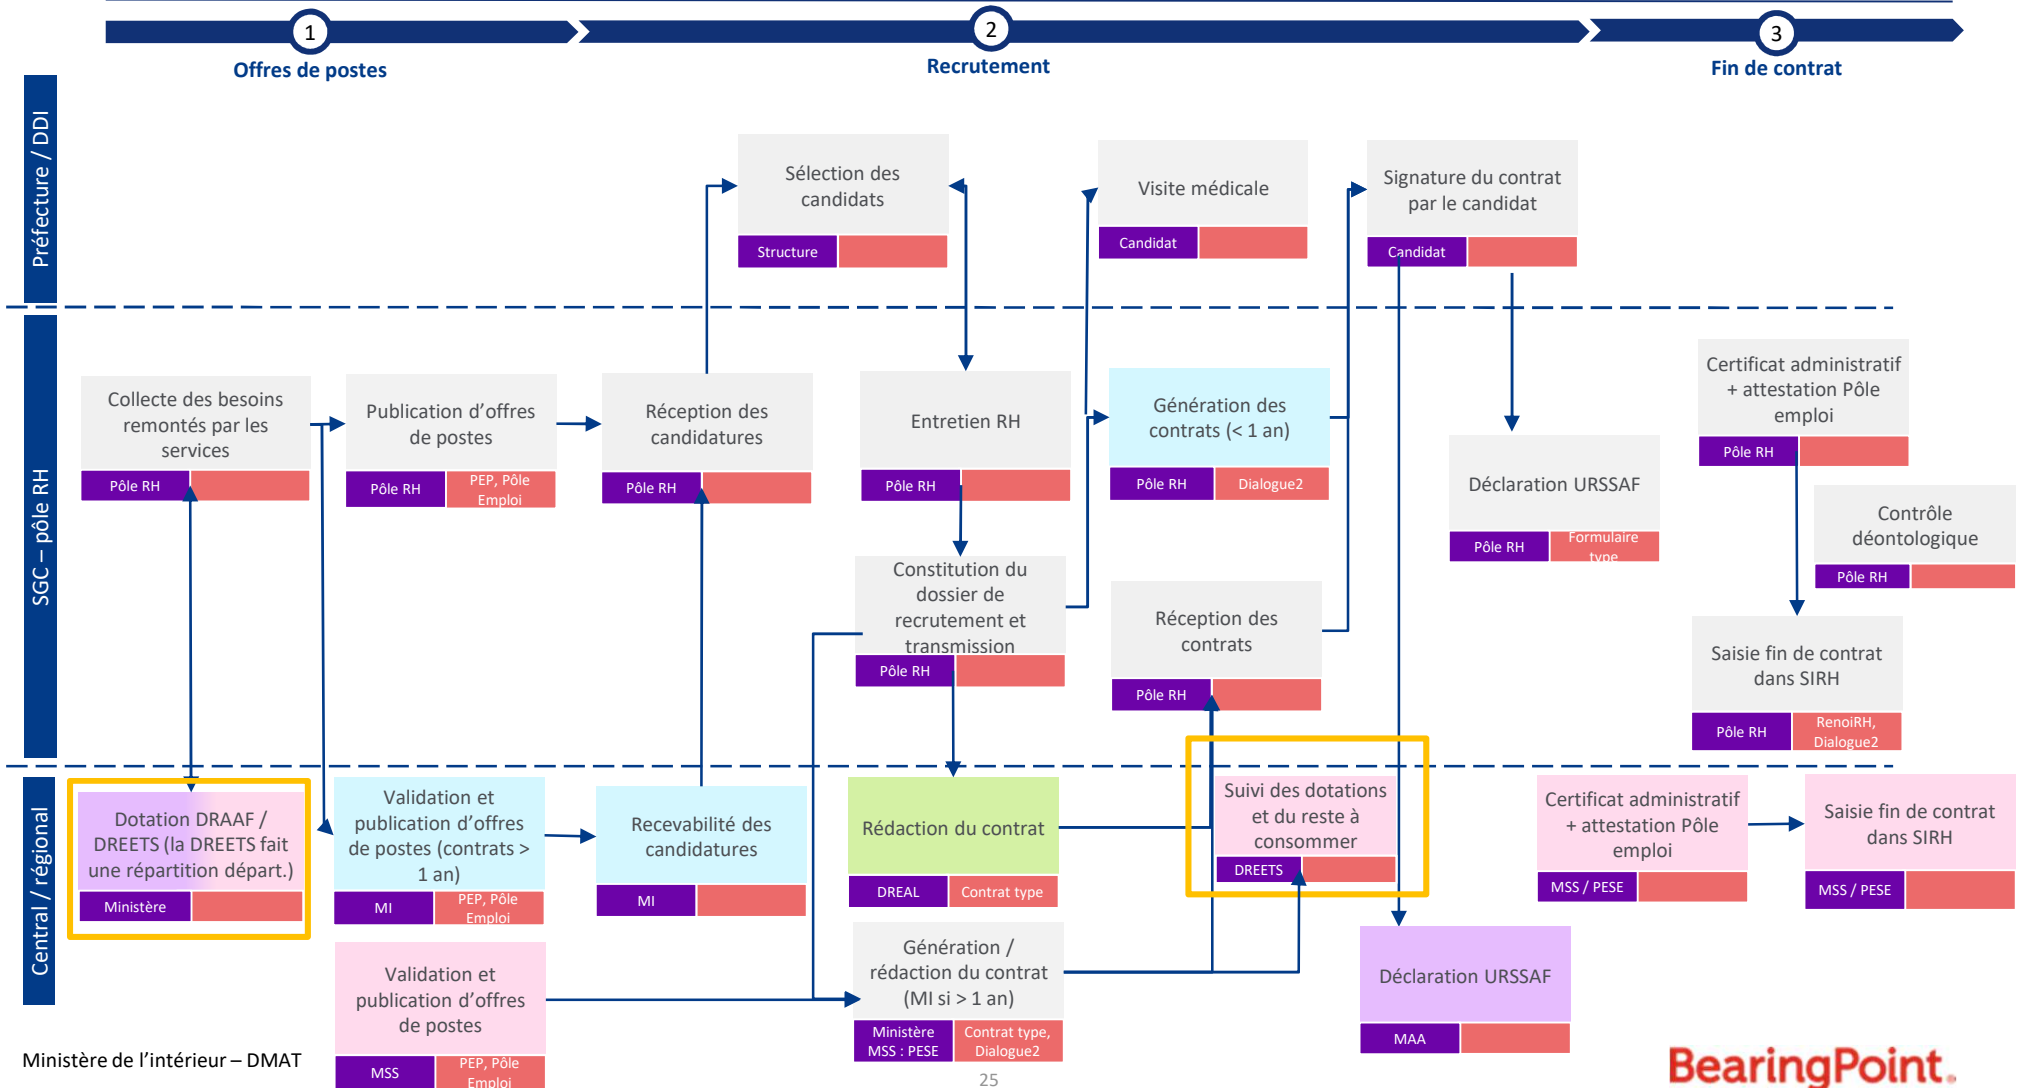 1
2
3
Offres de postes
Recrutement
Fin de contrat
Préfecture / DDI
Sélection des
candidats
Structure
Visite médicale
Candidat
Signature du contrat
par le candidat
Candidat
SGC – pôle RH
Collecte des besoins
remontés par les
services
Pôle RH
Publication d’offres
de postes
Pôle RH
PEP, Pôle
Emploi
Réception des
candidatures
Pôle RH
Entretien RH
Pôle RH
Génération des
contrats (< 1 an)
Pôle RH
Dialogue2
Déclaration URSSAF
Pôle RH
Formulaire
type
Certificat administratif
+ attestation Pôle
emploi
Pôle RH
Contrôle
déontologique
Pôle RH
Constitution du
dossier de
recrutement et
transmission
Pôle RH
Réception des
contrats
Pôle RH
Saisie fin de contrat
dans SIRH
Pôle RH
RenoiRH,
Dialogue2
Central / régional
Dotation DRAAF /
DREETS (la DREETS fait
une répartition départ.)
Ministère
Validation et
publication d’offres
de postes (contrats >
1 an)
MI
PEP, Pôle
Emploi
Recevabilité des
candidatures
MI
Rédaction du contrat
DREAL
Contrat type
Suivi des dotations
et du reste à
consommer
DREETS
Certificat administratif
+ attestation Pôle
emploi
MSS / PESE
Saisie fin de contrat
dans SIRH
MSS / PESE
Validation et
publication d’offres
de postes
MSS
PEP, Pôle
Emploi
Génération /
rédaction du contrat
(MI si > 1 an)
Ministère
MSS : PESE
Contrat type,
Dialogue2
Déclaration URSSAF
MAA
Ministère de l’intérieur – DMAT
25
BearingPoint.